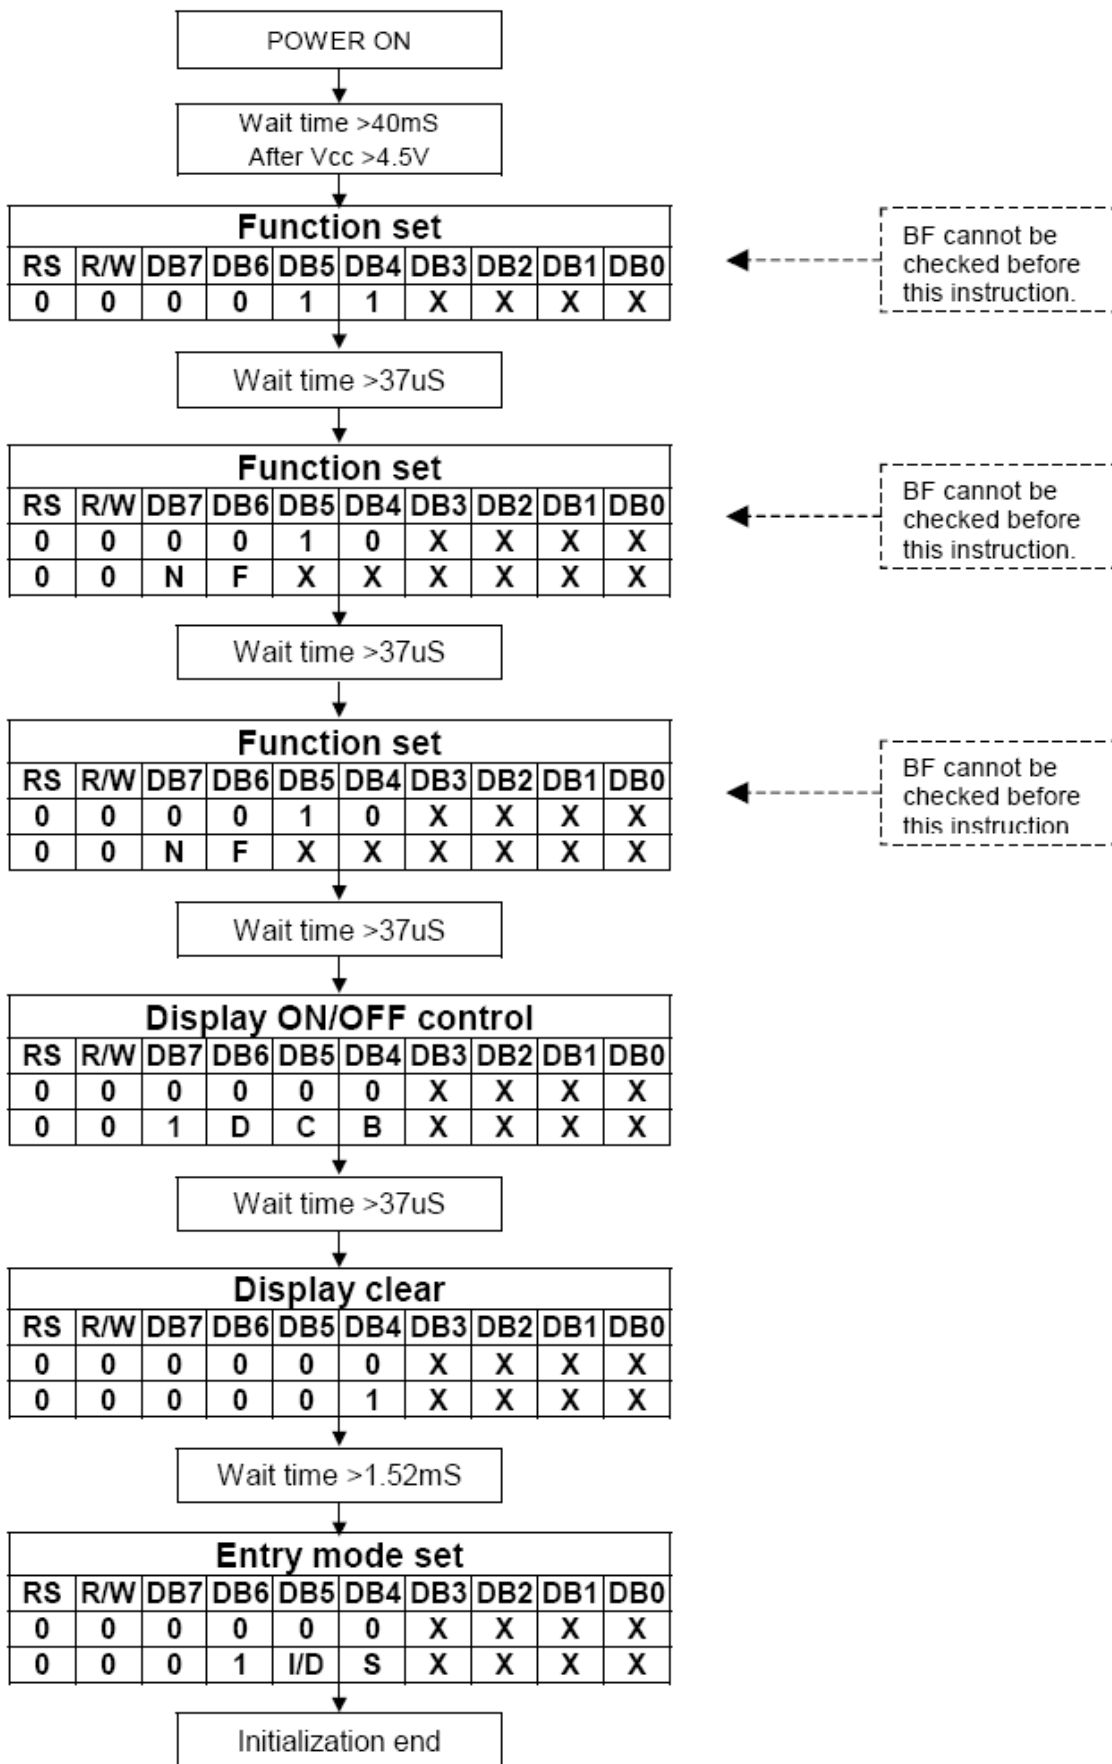 POWER ON
Wait time >40mS
After Vcc >4.5V
Function set
RS R/W DB7 DB6 DB5 DB4 DB3 DB2 DB1 DB0
0 0 0 0 1 1 X X X X
BF cannot be
checked before
this instruction.
Wait time >37uS
Function set
RS R/W DB7 DB6 DB5 DB4 DB3 DB2 DB1 DB0
0 0 0 0 1 0 X X X X
0 0 N F X X X X X X
BF cannot be
checked before
this instruction.
Wait time >37uS
Function set
RS R/W DB7 DB6 DB5 DB4 DB3 DB2 DB1 DB0
0 0 0 0 1 0 X X X X
0 0 N F X X X X X X
BF cannot be
checked before
this instruction
Wait time >37uS
Display ON/OFF control
RS R/W DB7 DB6 DB5 DB4 DB3 DB2 DB1 DB0
0 0 0 0 0 0 X X X X
0 0 1 D C B X X X X
Wait time >37uS
Display clear
RS R/W DB7 DB6 DB5 DB4 DB3 DB2 DB1 DB0
0 0 0 0 0 0 X X X X
0 0 0 0 0 1 X X X X
Wait time >1.52mS
Entry mode set
RS R/W DB7 DB6 DB5 DB4 DB3 DB2 DB1 DB0
0 0 0 0 0 0 X X X X
0 0 0 1 I/D S X X X X
Initialization end